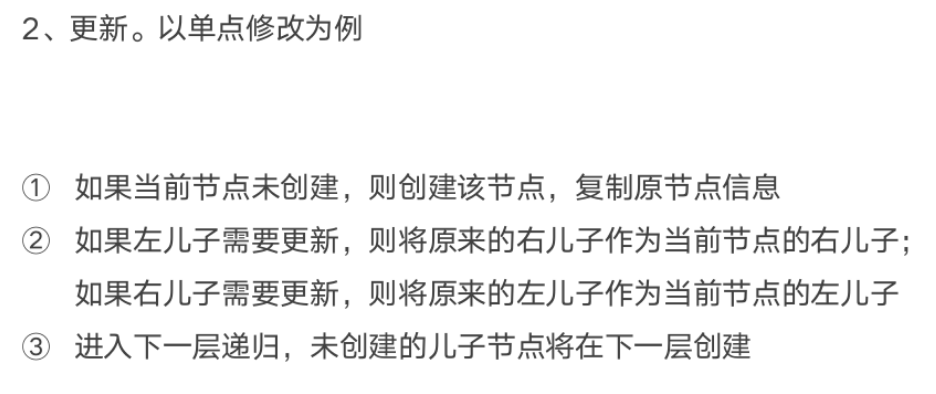 2、更新。以单点修改为例
① 如果当前节点未创建，则创建该节点，复制原节点信息
② 如果左儿子需要更新，则将原来的右儿子作为当前节点的右儿子；
如果右儿子需要更新，则将原来的左儿子作为当前节点的左儿子
③ 进入下一层递归，未创建的儿子节点将在下一层创建